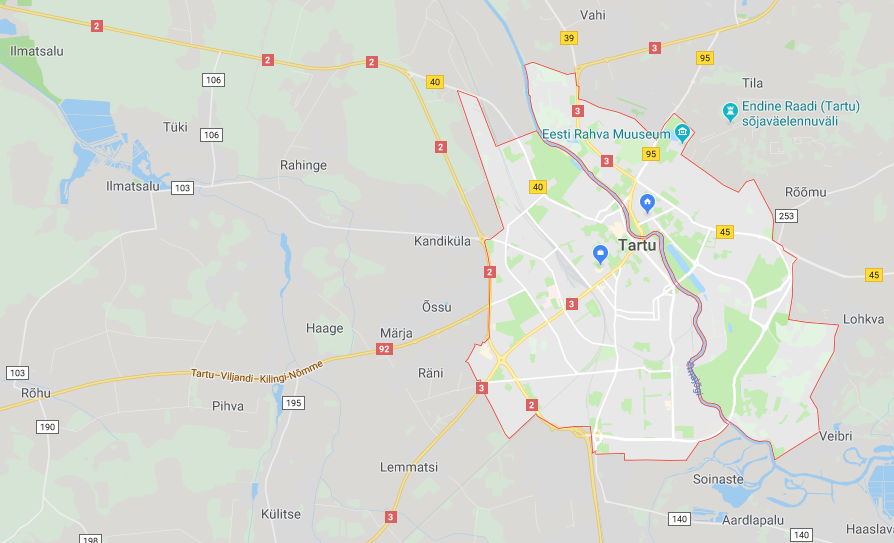 Vahi
2
39
3
Ilmatsalu
2
2
95
106
40
Tila
Endine Raadi (Tartu)
sõjaväelennuväli
3
Tüki
106
Eesti Rahva Muuseum
2
95
3
Rahinge
Ilmatsalu
103
40
Rõõmu
253
45
Kandiküla
Tartu
2
45
Õssu
3
Lohkva
Haage
Märja
92
Tartu–Viljandi–Kilingi-Nõmme
103
Räni
3
Rõhu
195
Pihva
2
190
Veibri
Lemmatsi
Soinaste
Külitse
3
140
Aardlapalu
140
Haaslava
198